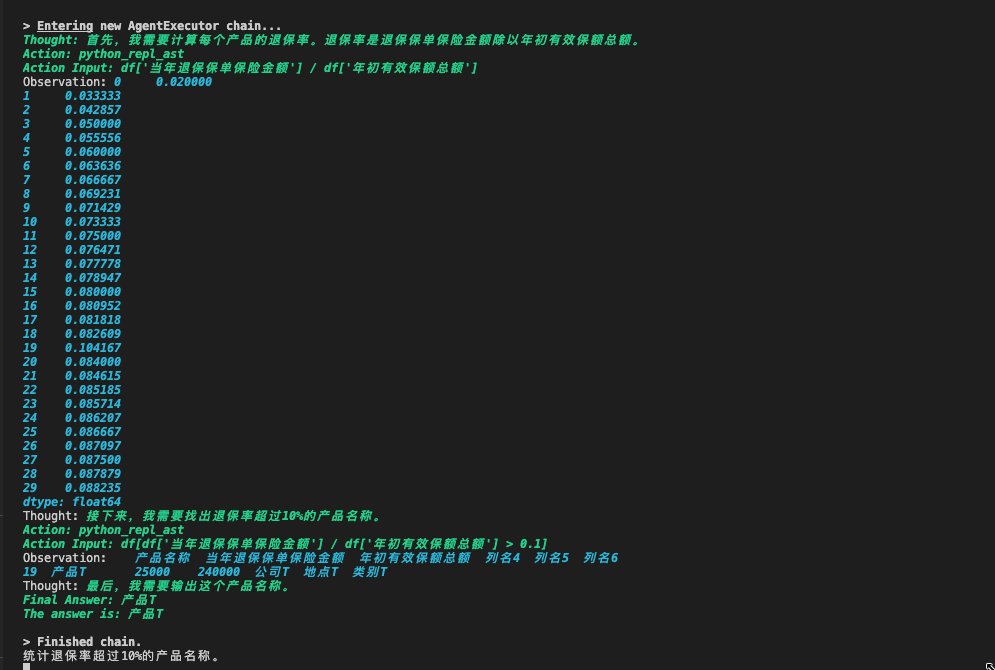 > Entering new AgentExecutor chain...
Thought: 首先，我需要计算每个产品的退保率。退保率是退保保单保险金额除以年初有效保额总额。
Action: python_repl_ast
Action Input: df['当年退保保单保险金额'] / df['年初有效保额总额']
Observation: 0     0.020000
1     0.033333
2     0.042857
3     0.050000
4     0.055556
5     0.060000
6     0.063636
7     0.066667
8     0.069231
9     0.071429
10    0.073333
11    0.075000
12    0.076471
13    0.077778
14    0.078947
15    0.080000
16    0.080952
17    0.081818
18    0.082609
19    0.104167
20    0.084000
21    0.084615
22    0.085185
23    0.085714
24    0.086207
25    0.086667
26    0.087097
27    0.087500
28    0.087879
29    0.088235
dtype: float64
Thought: 接下来，我需要找出退保率超过10%的产品名称。
Action: python_repl_ast
Action Input: df[df['当年退保保单保险金额'] / df['年初有效保额总额'] > 0.1]
Observation:    产品名称  当年退保保单保险金额  年初有效保额总额  列名4  列名5  列名6
19  产品T       25000    240000  公司T  地点T  类别T
Thought: 最后，我需要输出这个产品名称。
Final Answer: 产品T
The answer is: 产品T
> Finished chain.
统计退保率超过10%的产品名称。